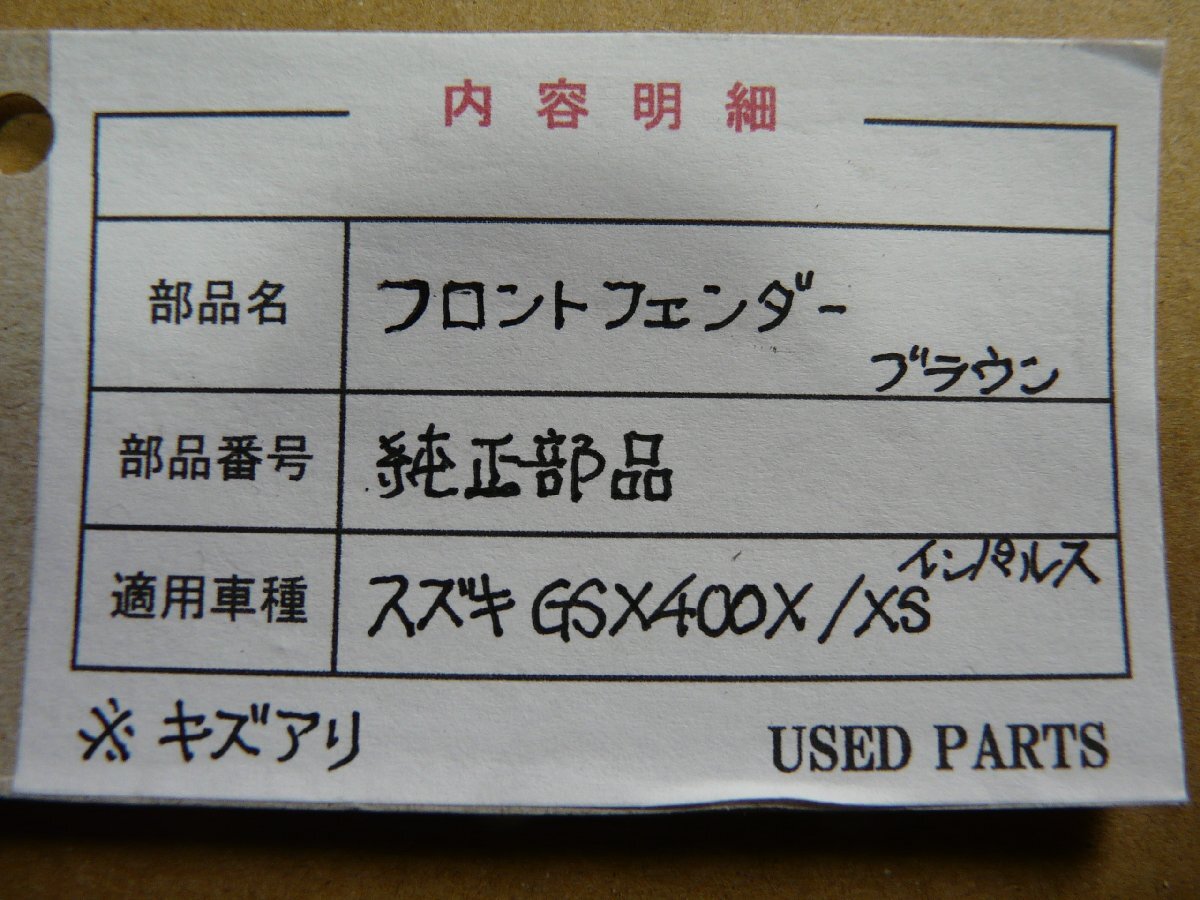 内容明細
部品名 フロントフェンダー
ブラウン
部品番号 純正部品
インパルス
適用車種 スズキ GSX400X/XS
※ キズアリ USED PARTS